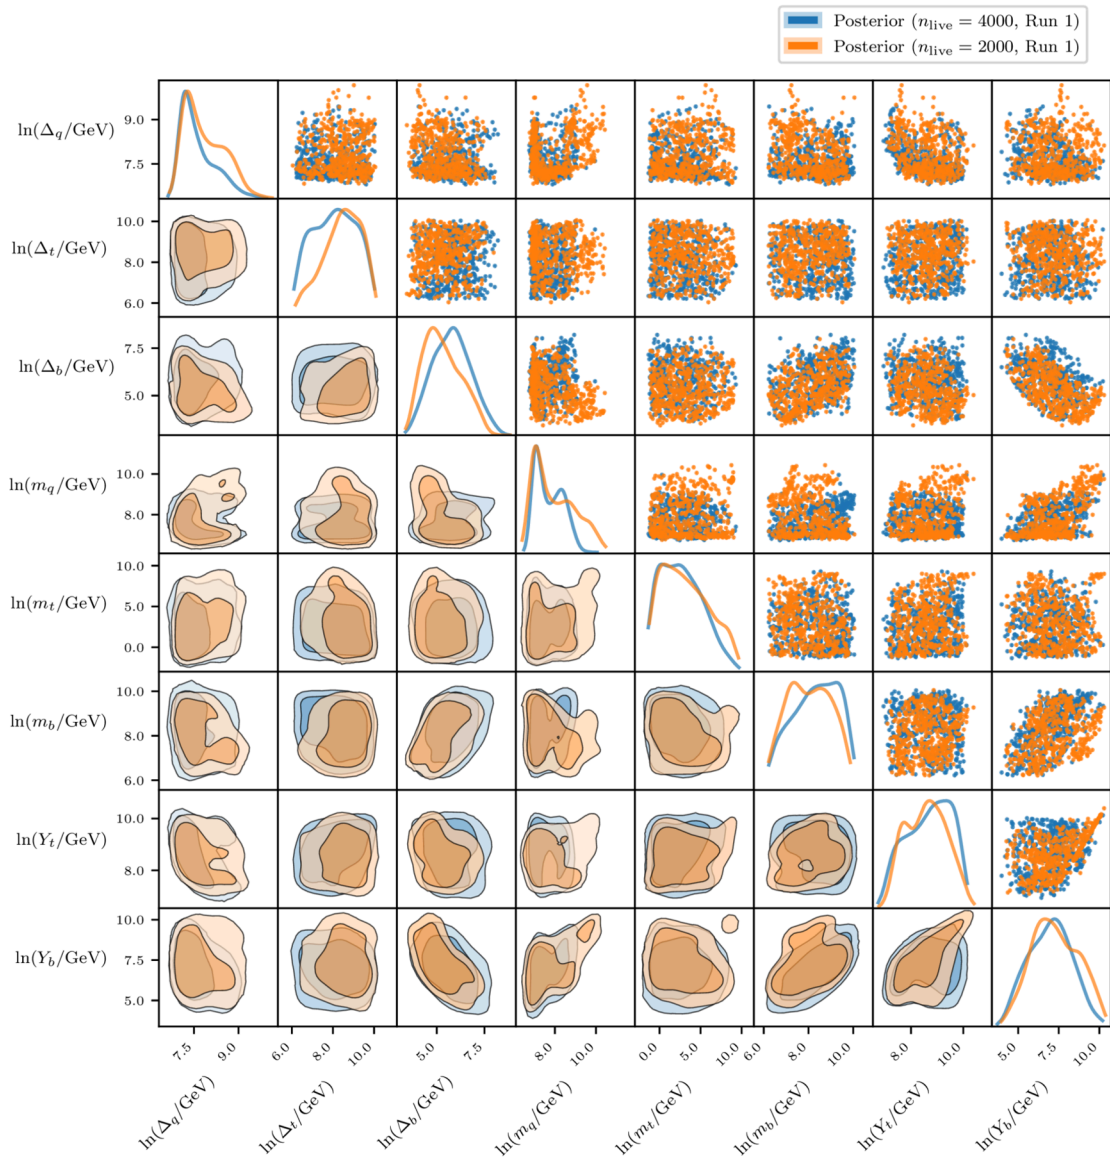 Posterior (n_live = 4000, Run 1)
Posterior (n_live = 2000, Run 1)
ln(Δ_q/GeV)
9.0
7.5
ln(Δ_t/GeV)
10.0
8.0
6.0
ln(Δ_b/GeV)
7.5
5.0
ln(m_q/GeV)
10.0
8.0
ln(m_t/GeV)
10.0
5.0
0.0
ln(m_b/GeV)
10.0
8.0
6.0
ln(Y_t/GeV)
10.0
8.0
ln(Y_b/GeV)
10.0
7.5
5.0
7.5 9.0 6.0 8.0 10.0 5.0 7.5 8.0 10.0 0.0 5.0 10.0 6.0 8.0 10.0 8.0 10.0 5.0 7.5 10.0
ln(Δ_q/GeV) ln(Δ_t/GeV) ln(Δ_b/GeV) ln(m_q/GeV) ln(m_t/GeV) ln(m_b/GeV) ln(Y_t/GeV) ln(Y_b/GeV)